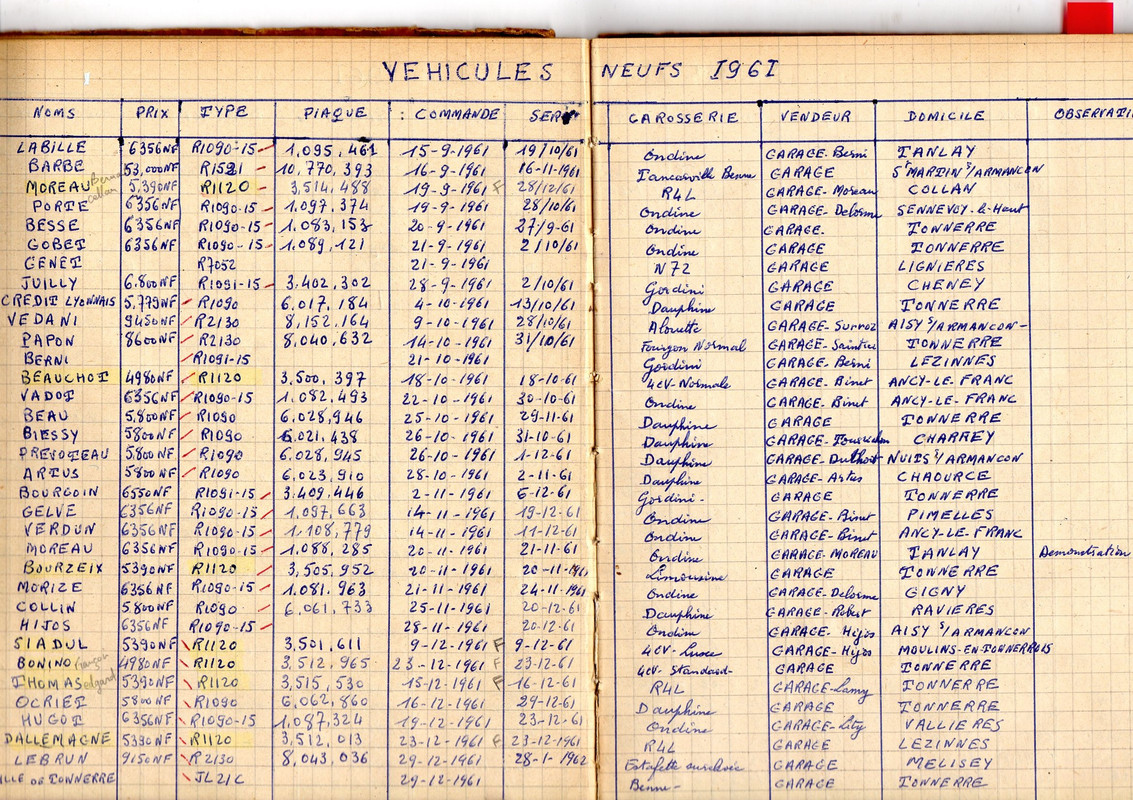 VEHICULES NEUFS 1961
NOMS PRIX TYPE PLAQUE : COMMANDE SER CAROSSERIE VENDEUR DOMICILE OBSERVATI
LABILLE 6356NF R1090-15 1,095,461 15-9-1961 19/10/61 Ondine GARAGE-Berni TANLAY
BARBE 53,000NF R1521 10,770,393 16-9-1961 16-11-1961 Tancarville Benne GARAGE St MARTIN S/ARMANCON
MOREAU 5,390NF R1120 3,514,488 19-9-1961 F 28/12/61 R4L GARAGE-Moreau COLLAN
PORTE 6356NF R1090-15 1.097,374 19-9-1961 28/10/61 Ondine GARAGE-Delorme SENNEVOY-le-Haut
BESSE 6356NF R1090-15 1.083,153 20-9-1961 27/9-61 Ondine GARAGE. TONNERRE
GOBET 6356NF R1090-15 1,089,121 21-9-1961 2/10/61 Ondine GARAGE TONNERRE
GENET R7052 21-9-1961 N72 GARAGE LIGNIERES
JUILLY 6.800NF R1091-15 3.402,302 28-9-1961 2/10/61 Gordini GARAGE CHENEY
CREDIT LYONNAIS 5.779NF R1090 6.017,184 4-10-1961 13/10/61 Dauphine GARAGE TONNERRE
VEDANI 9450NF R2130 8,152,164 9-10-1961 28/10/61 Alouette GARAGE-Surroz AISY S/ARMANCON-
PAPON 8600NF R2130 8,040,632 14-10-1961 31/10/61 Fourgon Normal GARAGE- TONNERRE
BERNI R1091-15 21-10-1961 Gordini GARAGE-Berni LEZINNES
BEAUCHOT 4980NF R1120 3,500,397 18-10-1961 18-10-61 4CV-Normale GARAGE-Binet ANCY-LE-FRANC
VADOT 6356NF R1090-15 1.082,493 22-10-1961 30-10-61 Ondine GARAGE-Binet ANCY-LE-FRANC
BEAU 5,800NF R1090 6,028,946 25-10-1961 29-11-61 Dauphine GARAGE TONNERRE
BIESSY 5800NF R1090 6.021,438 26-10-1961 31-10-61 Dauphine GARAGE- CHARREY
PREVOTEAU 5.800NF R1090 6.028,945 26-10-1961 1-12-61 Dauphine GARAGE-Duthoit NUITS S/ARMANCON
ARTUS 5800NF R1090 6,023,910 28-10-1961 2-11-61 Dauphine GARAGE-Artus CHAOURCE
BOURGOIN 6550NF R1091-15 3.409.446 2-11-1961 6-12-61 Gordini- GARAGE TONNERRE
GELVE 6356NF R1090-15 1,097,663 14-11-1961 19-12-61 Ondine GARAGE-Binet PIMELLES
VERDUN 6356NF R1090-15 1.108,779 14-11-1961 11-12-61 Ondine GARAGE-Binet ANCY-LE-FRANC
MOREAU 6356NF R1090-15 1.088,285 20-11-1961 21-11-61 Ondine GARAGE-MOREAU TANLAY Demonstration
BOURZEIX 5390NF R1120 3,505,952 20-11-1961 20-11-1961 Limousine GARAGE TONNERRE
MORIZE 6356NF R1090-15 1.081,963 21-11-1961 24-11-1961 Ondine GARAGE-Delorme GIGNY
COLLIN 5800NF R1090 6,061,733 25-11-1961 20-12-61 Dauphine GARAGE-Robert RAVIERES
HIJOS 6356NF R1090-15 28-11-1961 20-12-61 Ondine GARAGE. Hijos AISY S/ARMANCON
SIADUL 5390NF R1120 3,501,611 9-12-1961 F 9-12-61 4CV-Luxe GARAGE-Hijos MOULINS-EN-TONNERROIS
BONINO 4980NF R1120 3,512,965 23-12-1961 F 23-12-61 4CV-Standard- GARAGE TONNERRE
THOMAS edgard 5390NF R1120 3,515,530 15-12-1961 F 16-12-61 R4L GARAGE-Lamy TONNERRE
OCRIET 5800NF R1090 6,062,860 16-12-1961 29-12-61 Dauphine GARAGE TONNERRE
HUGOT 6356NF R1090-15 1,087,324 19-12-1961 23-12-61 Ondine GARAGE-Lity VALLIERES
DALLEMAGNE 5390NF R1120 3,512,013 23-12-1961 F 23-12-61 R4L GARAGE LEZINNES
LEBRUN 9150NF R2130 8,043,036 29-12-1961 28-1-1962 Estafette GARAGE MELISEY
ILLE DE TONNERRE JL21C 29-12-1961 Benne- GARAGE TONNERRE